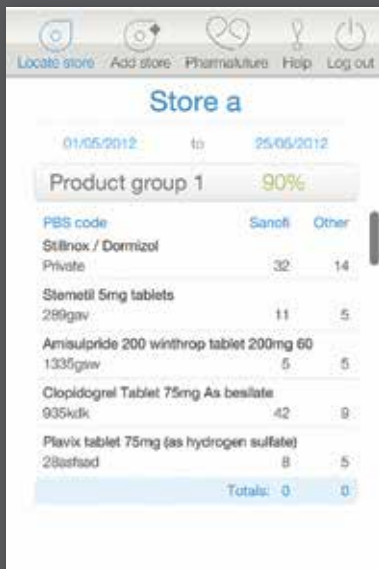 Locate store Add store Pharmafuture Help Log out
Store a
01/05/2012 to 25/05/2012
Product group 1 90%
PBS code Sanofi Other
Stillnox / Dormizol
Private 32 14
Stemetil 5mg tablets
289gav 11 5
Amisulpride 200 winthrop tablet 200mg 60
1335gsw 5 5
Clopidogrel Tablet 75mg As besilate
935kdk 42 9
Plavix tablet 75mg (as hydrogen sulfate)
28asfsad 8 5
Totals: 0 0